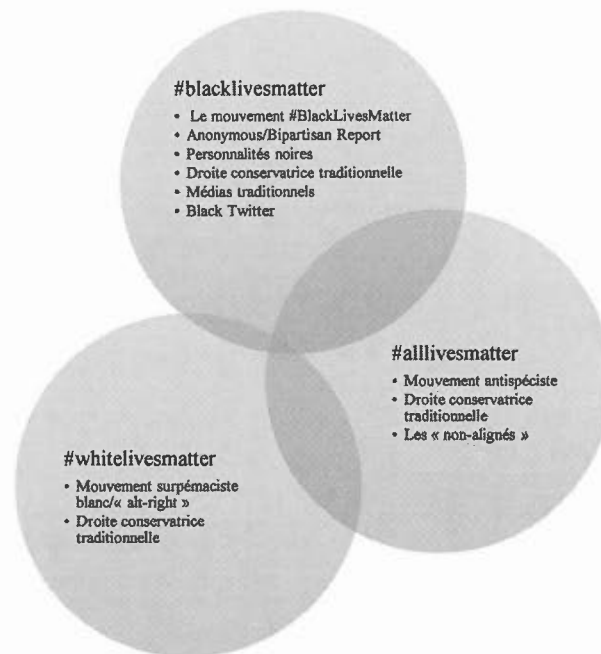 #blacklivesmatter
• Le mouvement #BlackLivesMatter
• Anonymous/Bipartisan Report
• Personnalités noires
• Droite conservatrice traditionnelle
• Médias traditionnels
• Black Twitter
#alllivesmatter
• Mouvement antispéciste
• Droite conservatrice
traditionnelle
• Les « non-alignés »
#whitelivesmatter
• Mouvement surpémaciste
blanc/« alt-right »
• Droite conservatrice
traditionnelle